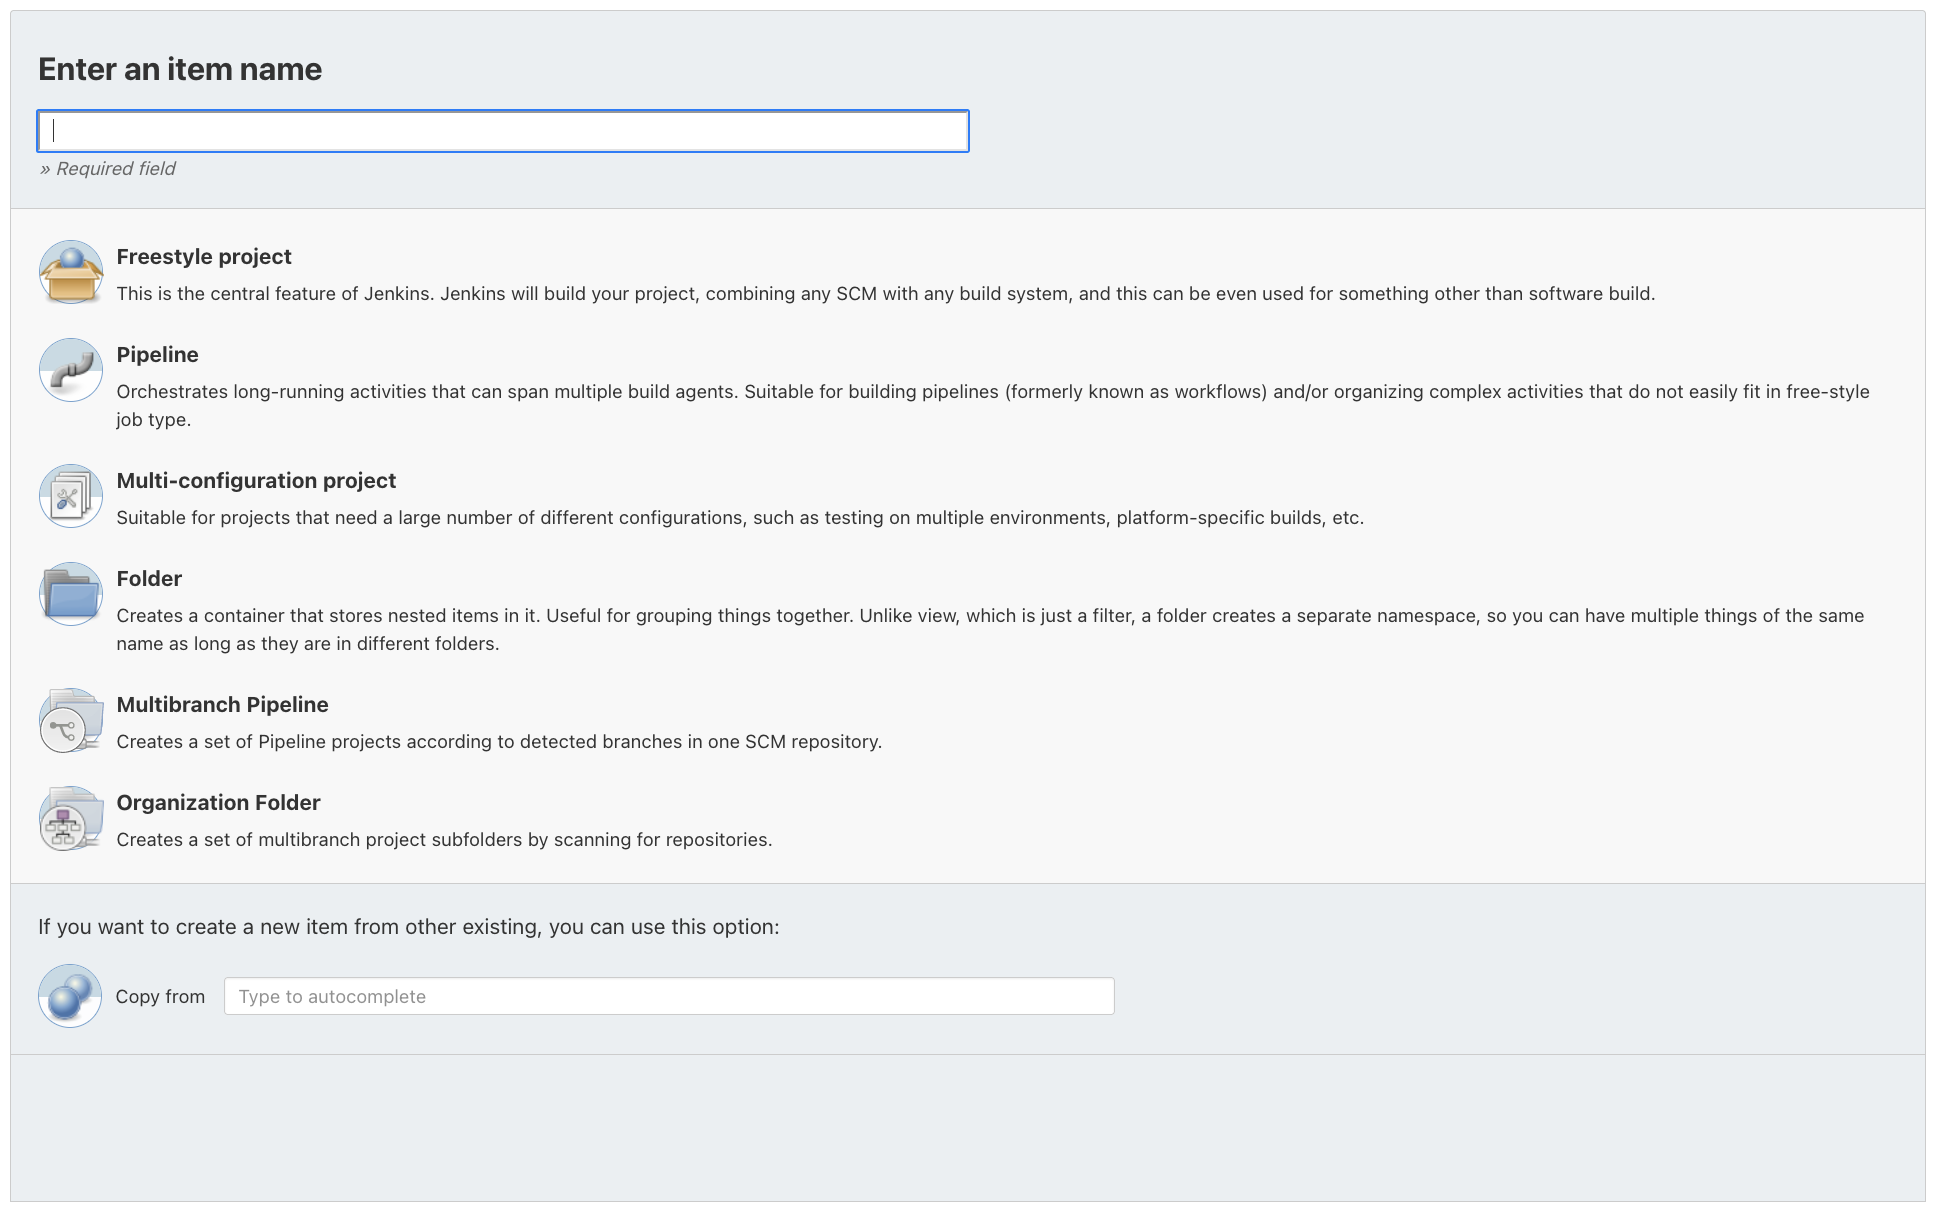 Enter an item name
» Required field
Freestyle project
This is the central feature of Jenkins. Jenkins will build your project, combining any SCM with any build system, and this can be even used for something other than software build.
Pipeline
Orchestrates long-running activities that can span multiple build agents. Suitable for building pipelines (formerly known as workflows) and/or organizing complex activities that do not easily fit in free-style
job type.
Multi-configuration project
Suitable for projects that need a large number of different configurations, such as testing on multiple environments, platform-specific builds, etc.
Folder
Creates a container that stores nested items in it. Useful for grouping things together. Unlike view, which is just a filter, a folder creates a separate namespace, so you can have multiple things of the same
name as long as they are in different folders.
Multibranch Pipeline
Creates a set of Pipeline projects according to detected branches in one SCM repository.
Organization Folder
Creates a set of multibranch project subfolders by scanning for repositories.
If you want to create a new item from other existing, you can use this option:
Copy from
Type to autocomplete